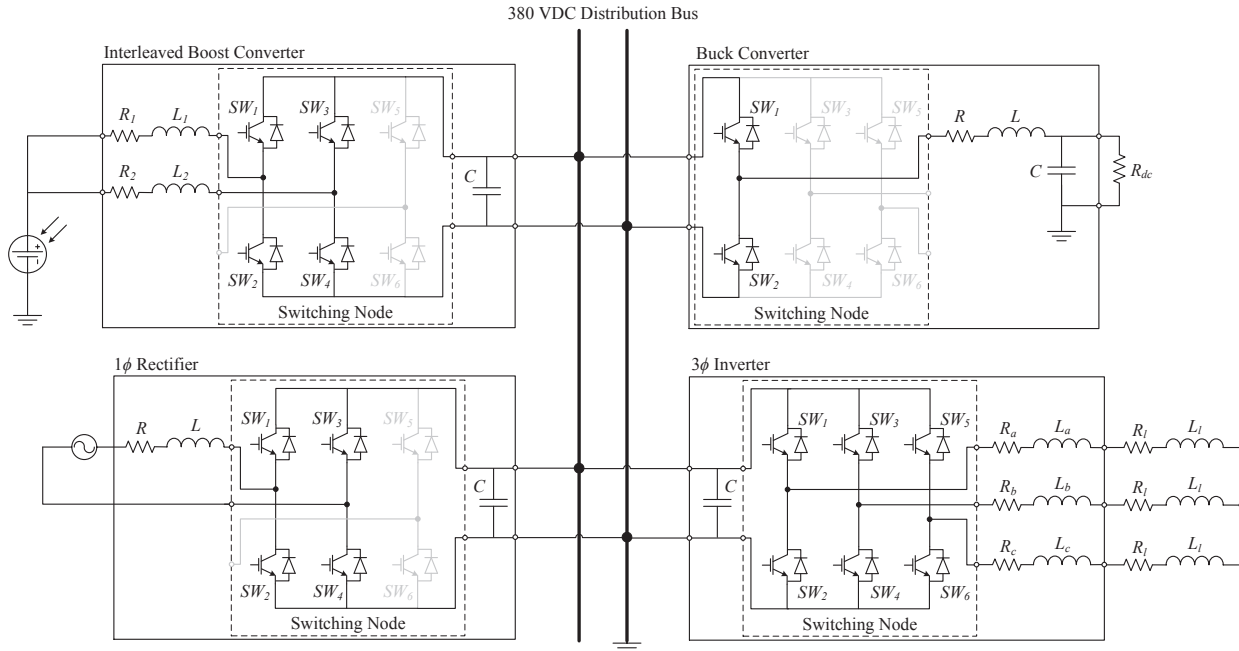 380 VDC Distribution Bus
Interleaved Boost Converter
R1 L1
SW1 SW3 SW5
R2 L2
C
SW2 SW4 SW6
Switching Node
Buck Converter
SW1 SW3 SW5
R L
C Rdc
SW2 SW4 SW6
Switching Node
1ϕ Rectifier
R L
SW1 SW3 SW5
C
SW2 SW4 SW6
Switching Node
3ϕ Inverter
SW1 SW3 SW5
Ra La Rl Ll
C
Rb Lb Rl Ll
Rc Lc Rl Ll
SW2 SW4 SW6
Switching Node